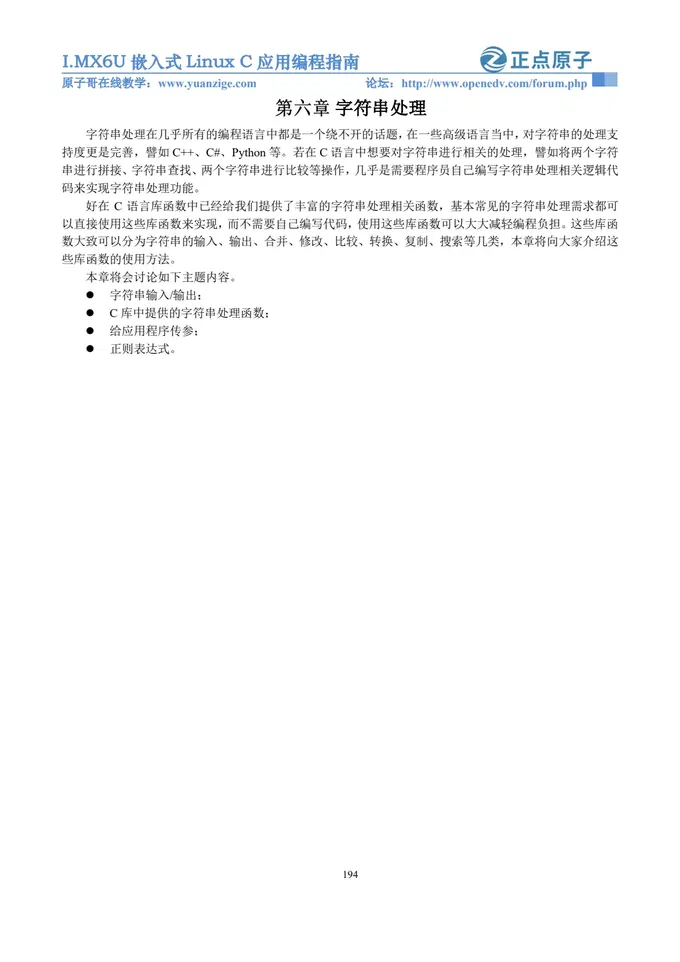 I.MX6U 嵌入式 Linux C 应用编程指南
正点原子
原子哥在线教学：www.yuanzige.com
论坛：http://www.openedv.com/forum.php
第六章 字符串处理
字符串处理在几乎所有的编程语言中都是一个绕不开的话题，在一些高级语言当中，对字符串的处理支
持度更是完善，譬如 C++、C#、Python 等。若在 C 语言中想要对字符串进行相关的处理，譬如将两个字符
串进行拼接、字符串查找、两个字符串进行比较等操作，几乎是需要程序员自己编写字符串处理相关逻辑代
码来实现字符串处理功能。
好在 C 语言库函数中已经给我们提供了丰富的字符串处理相关函数，基本常见的字符串处理需求都可
以直接使用这些库函数来实现，而不需要自己编写代码，使用这些库函数可以大大减轻编程负担。这些库函
数大致可以分为字符串的输入、输出、合并、修改、比较、转换、复制、搜索等几类，本章将向大家介绍这
些库函数的使用方法。
本章将会讨论如下主题内容。
● 字符串输入/输出；
● C 库中提供的字符串处理函数；
● 给应用程序传参；
● 正则表达式。
194